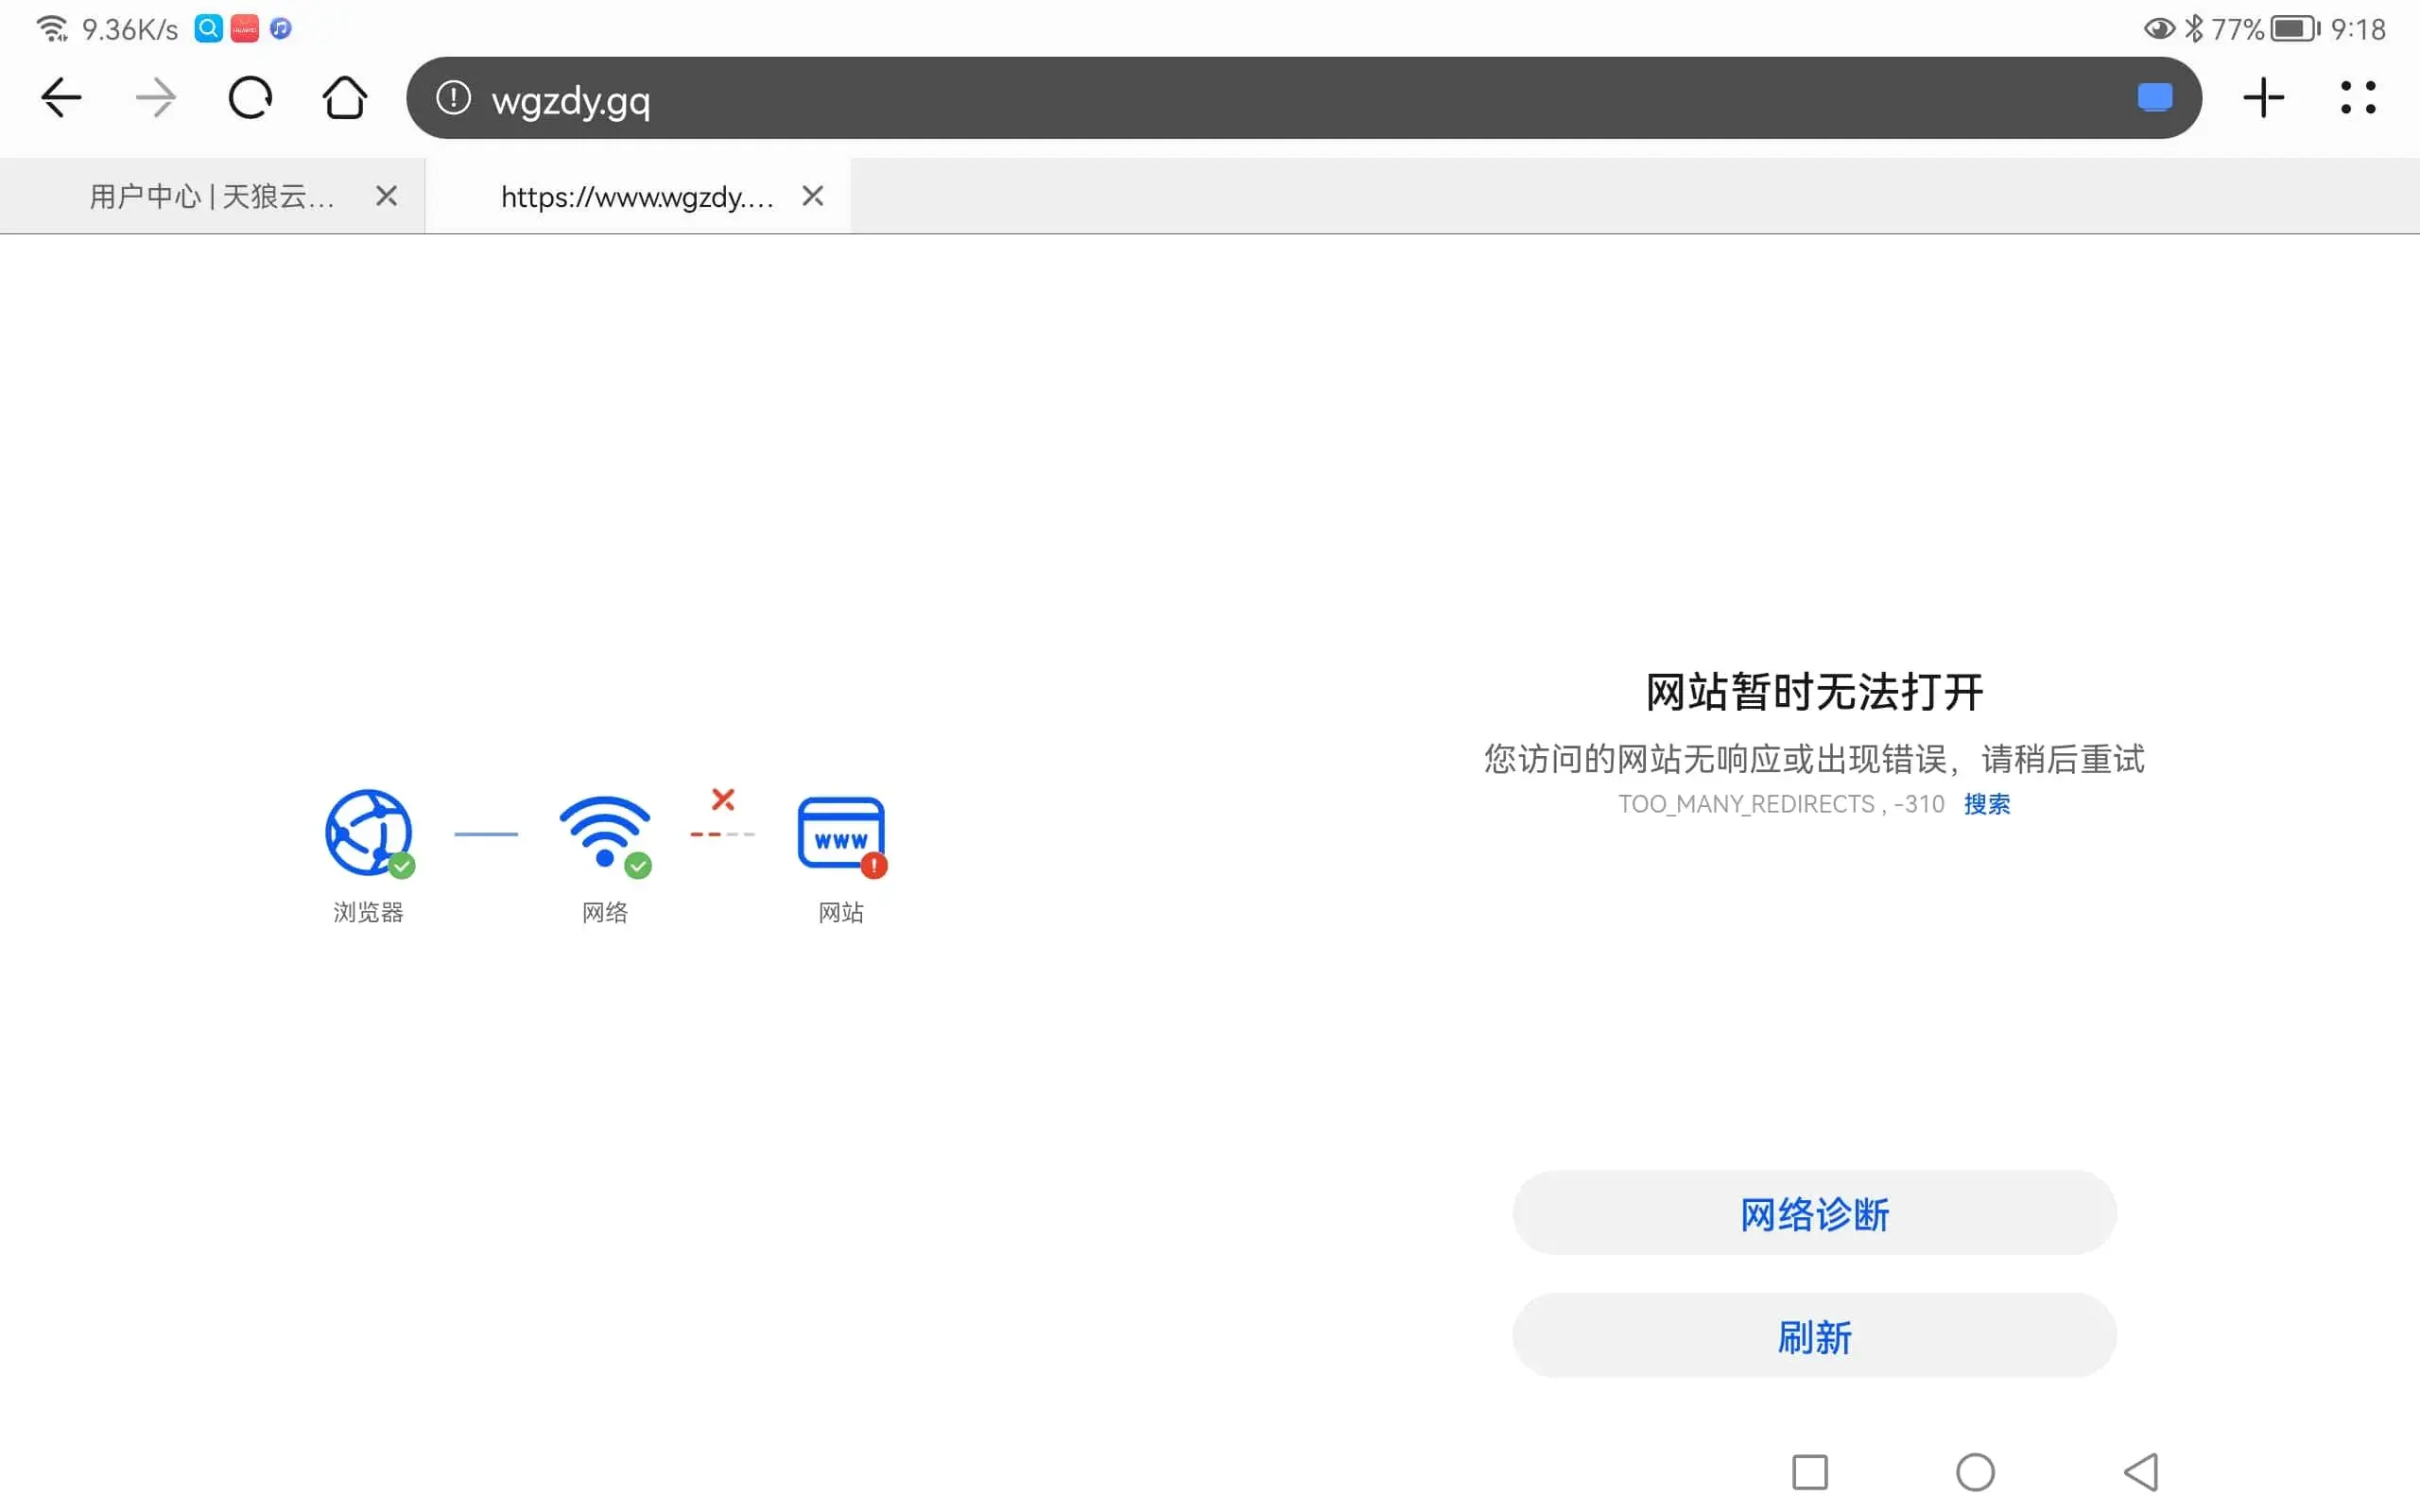 9.36K/s
77% 9:18
wgzdy.gq
用户中心 | 天狼云...
https://www.wgzdy....
网站暂时无法打开
您访问的网站无响应或出现错误，请稍后重试
TOO_MANY_REDIRECTS , -310 搜索
www
浏览器 网络 网站
网络诊断
刷新